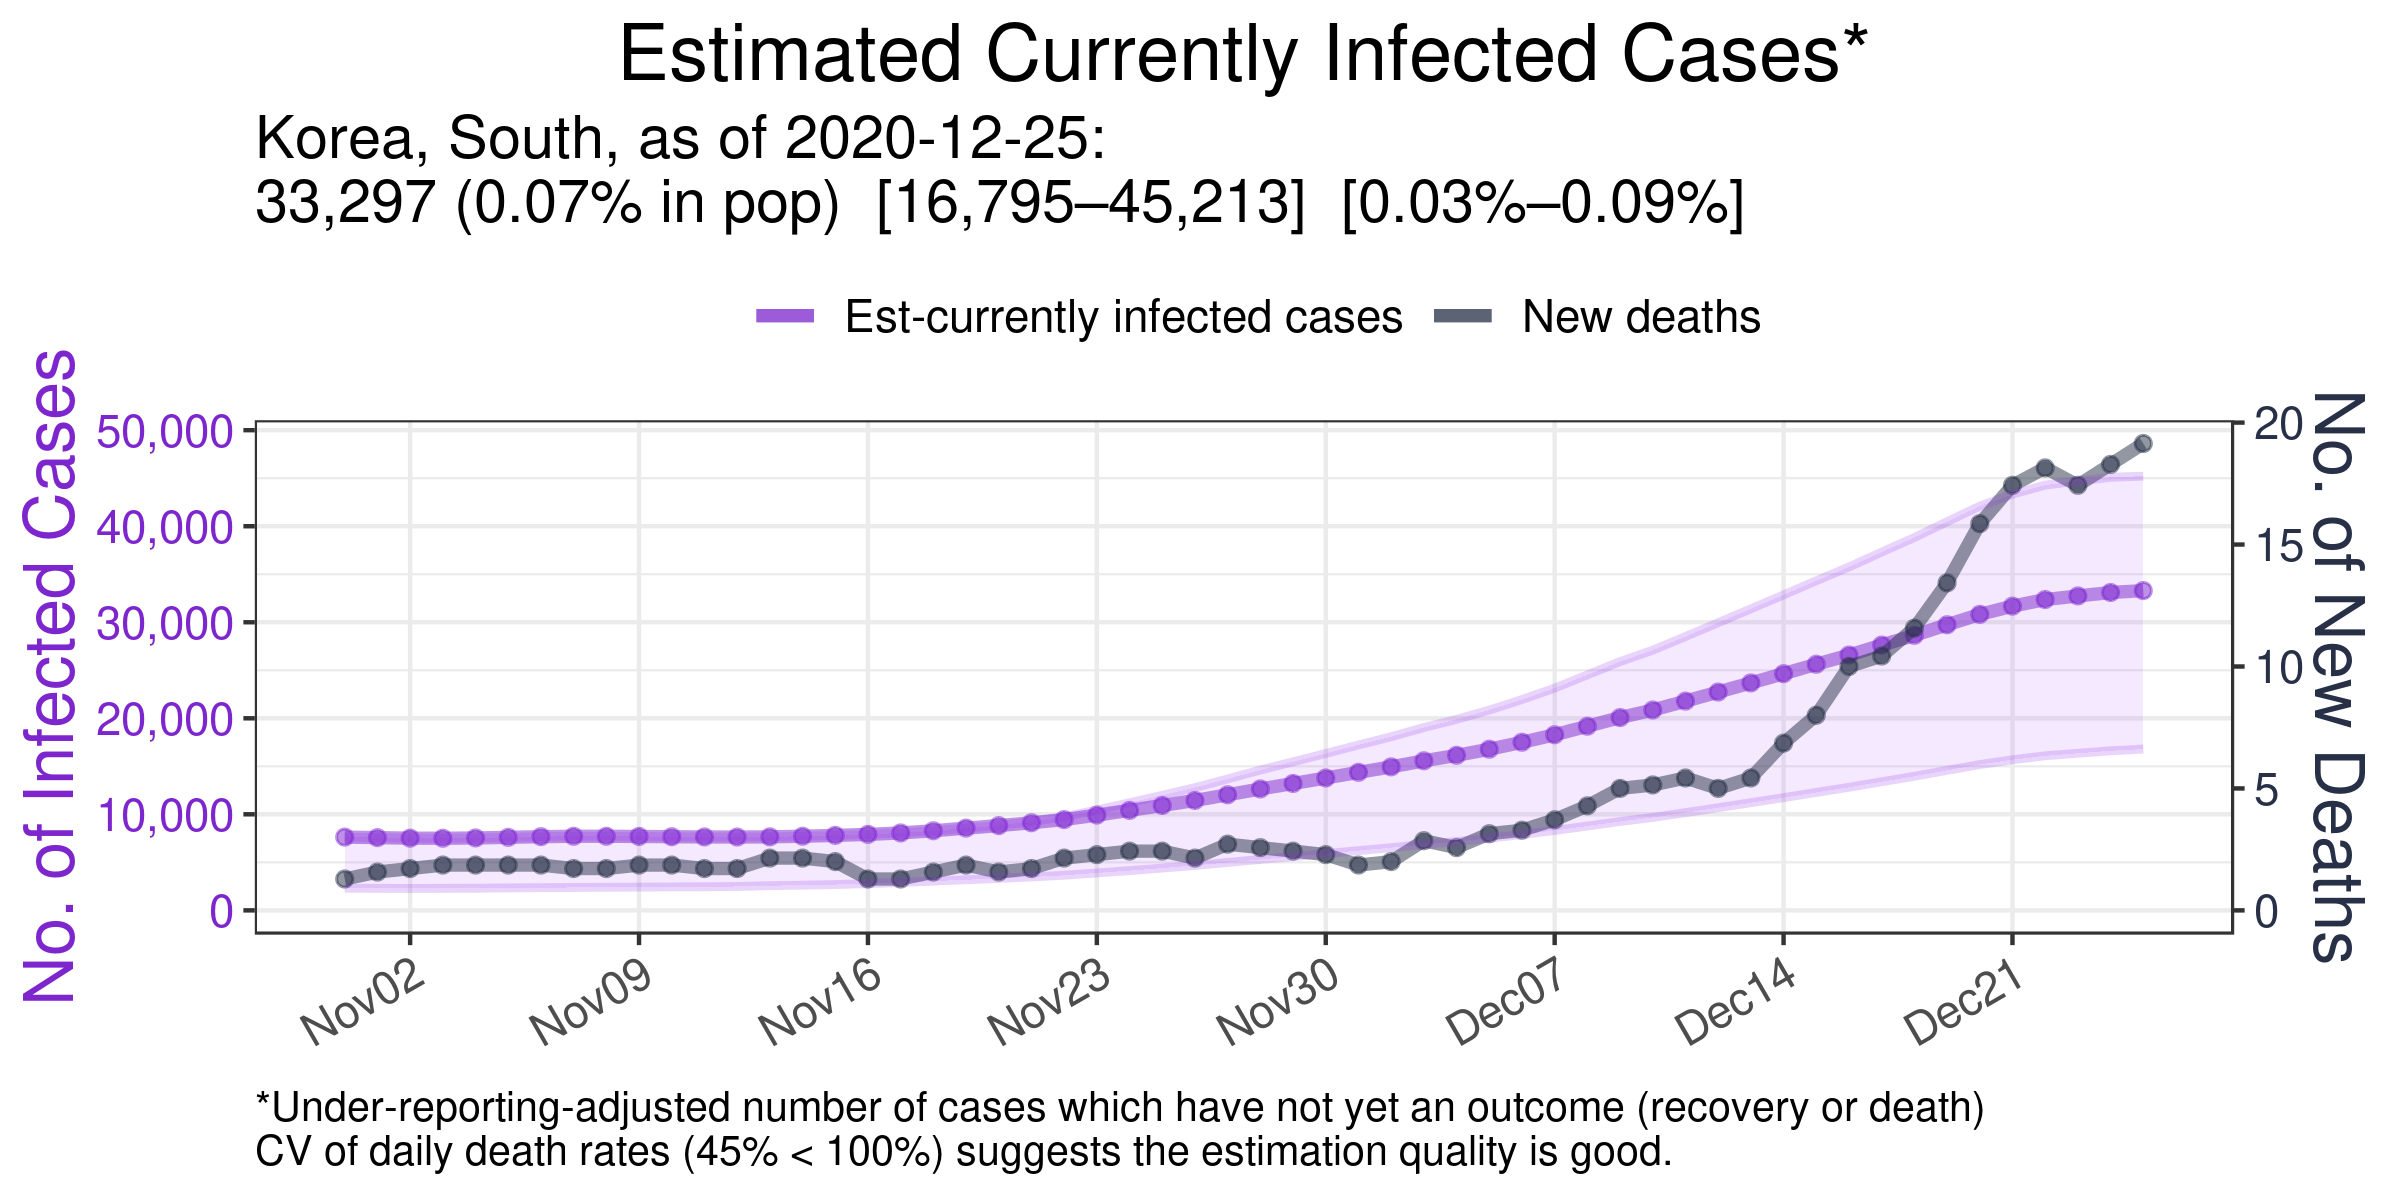 Estimated Currently Infected Cases*
Korea, South, as of 2020-12-25:
33,297 (0.07% in pop)  [16,795–45,213]  [0.03%–0.09%]
Est-currently infected cases
New deaths
No. of Infected Cases
50,000
40,000
30,000
20,000
10,000
0
20
15
10
5
0
No. of New Deaths
Nov02
Nov09
Nov16
Nov23
Nov30
Dec07
Dec14
Dec21
*Under-reporting-adjusted number of cases which have not yet an outcome (recovery or death)
CV of daily death rates (45% < 100%) suggests the estimation quality is good.